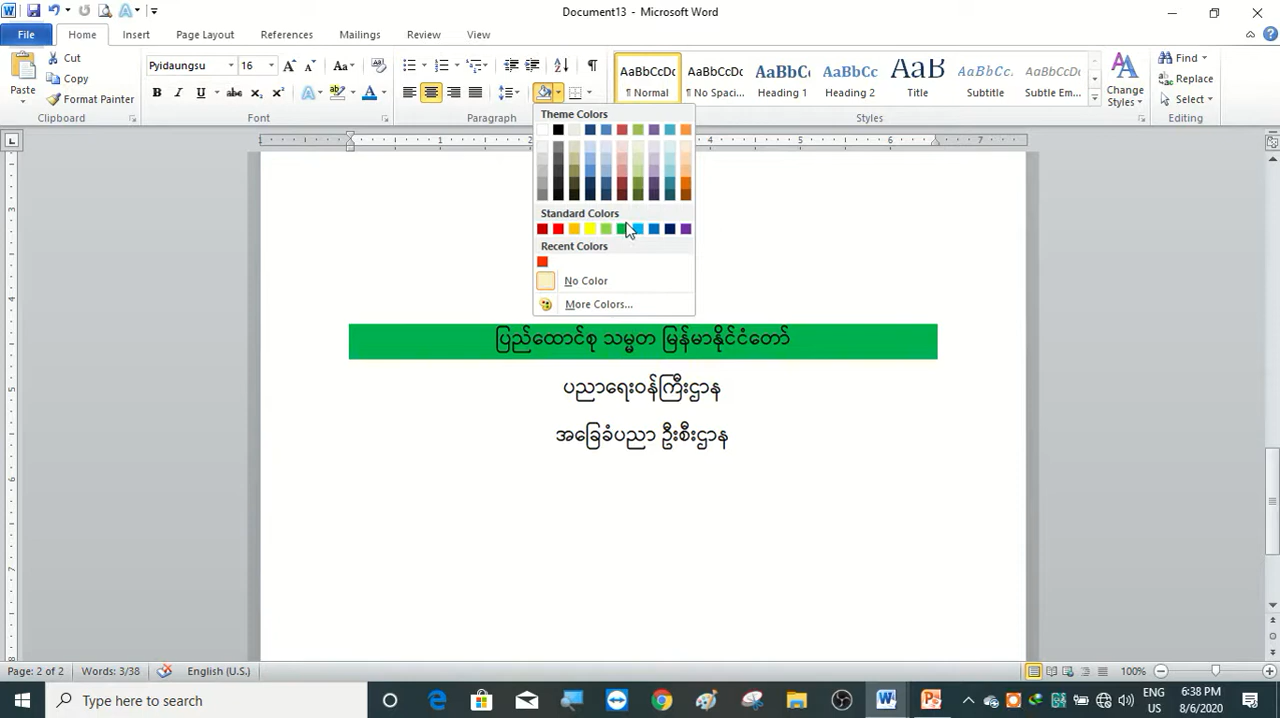 Document13 - Microsoft Word
File Home Insert Page Layout References Mailings Review View
Paste
Cut
Copy
Format Painter
Clipboard
Pyidaungsu 16
Font
Paragraph
AaBbCcDc AaBbCcDc AaBbC AaBbCc AaB AaBbCcL AaBbCcDc
¶ Normal ¶ No Spaci... Heading 1 Heading 2 Title Subtitle Subtle Em...
Change Styles
Styles
Find
Replace
Select
Editing
Theme Colors
Standard Colors
Recent Colors
No Color
More Colors...
ပြည်ထောင်စု သမ္မတ မြန်မာနိုင်ငံတော်
ပညာရေးဝန်ကြီးဌာန
အခြေခံပညာ ဦးစီးဌာန
Page: 2 of 2 Words: 3/38 English (U.S.) 100%
Type here to search
ENG US
6:38 PM
8/6/2020